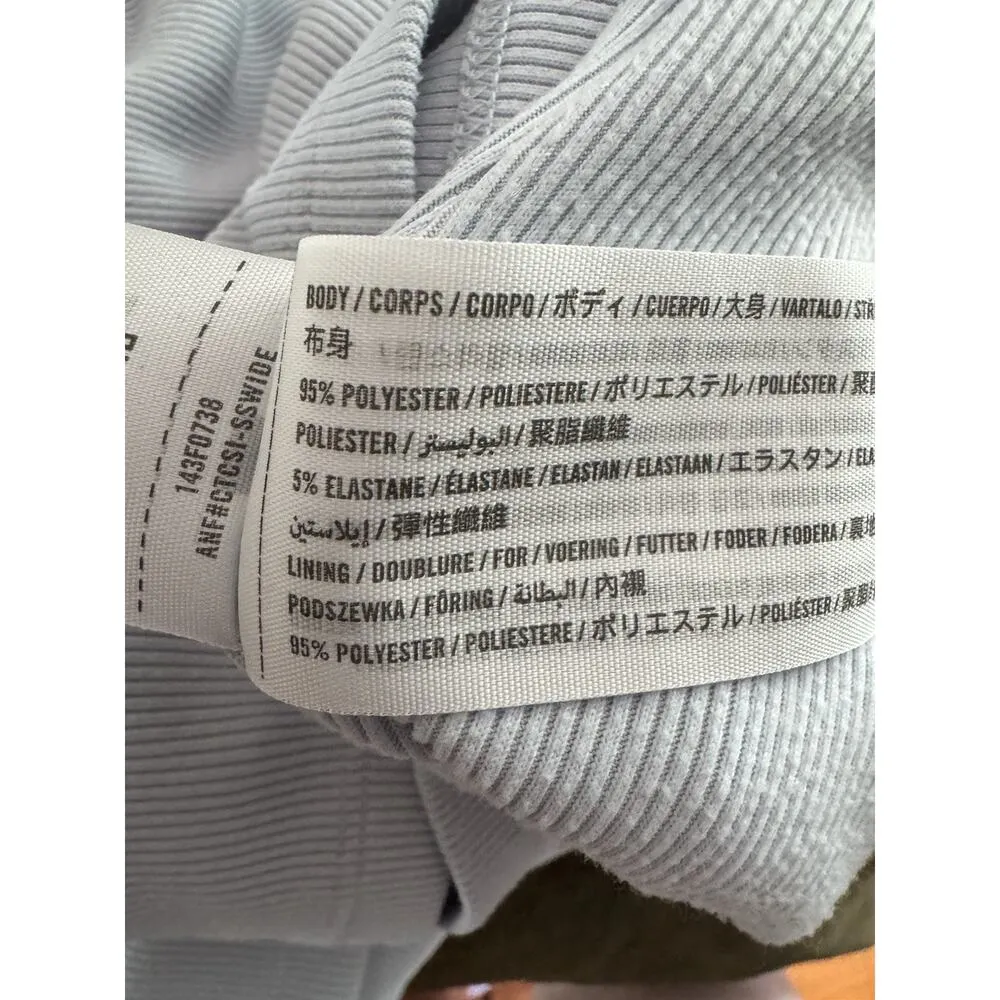 143F0738
ANF#CTCSI-SSWIDE
BODY / CORPS / CORPO / ボディ / CUERPO / 大身 / VARTALO /
布身
95% POLYESTER / POLIESTERE / ポリエステル / POLIÉSTER /
POLIESTER / البوليستر / 聚脂纖維
5% ELASTANE / ÉLASTANE / ELASTAN / ELASTAAN / エラスタン /
إيلاستين / 彈性纖維
LINING / DOUBLURE / FOR / VOERING / FUTTER / FODER / FODERA /
PODSZEWKA / FÔRING / البطانة / 內襯
95% POLYESTER / POLIESTERE / ポリエステル / POLIÉSTER /